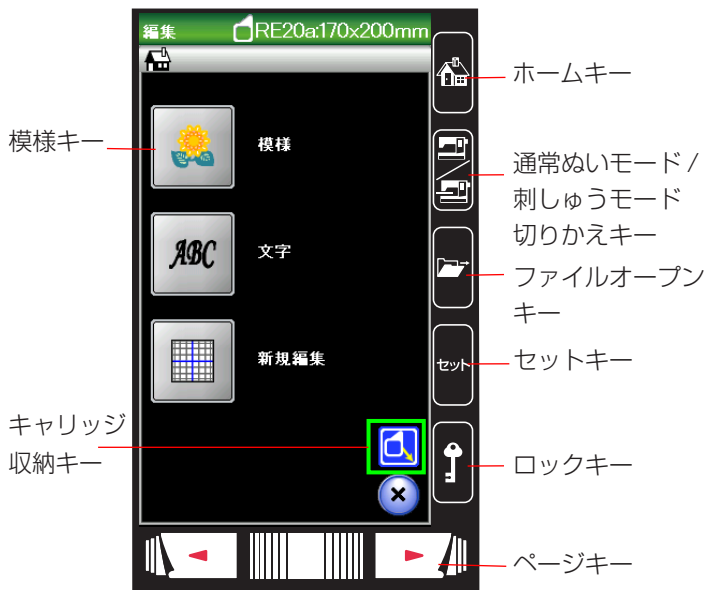 編集 RE20a:170x200mm
模様キー
模様
ABC
文字
新規編集
キャリッジ
収納キー
セット
ホームキー
通常ぬいモード /
刺しゅうモード
切りかえキー
ファイルオープン
キー
セットキー
ロックキー
ページキー